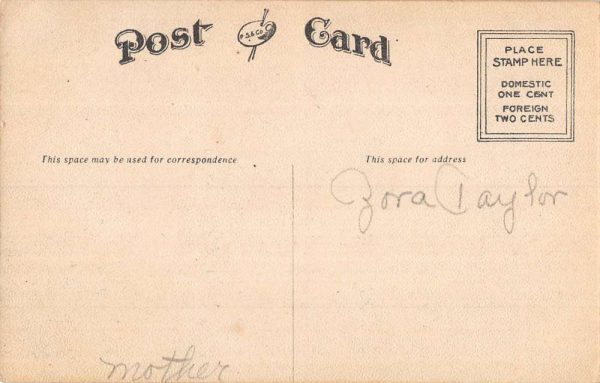 Post P.S.&Co. Card
PLACE
STAMP HERE
DOMESTIC
ONE CENT
FOREIGN
TWO CENTS
This space may be used for correspondence
This space for address
Zora Taylor
mother